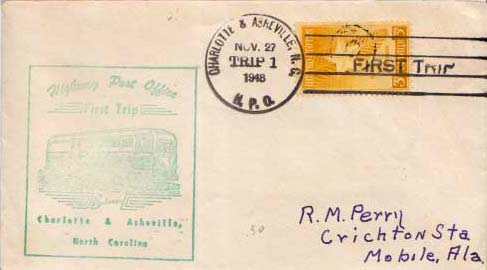 CHARLOTTE & ASHEVILLE, N.C.
NOV. 27
TRIP 1
1948
H.P.O.
FIRST TRIP
Highway Post Office
First Trip
Charlotte & Asheville,
North Carolina
.50
R.M. Perry
Crichton Sta
Mobile, Ala.